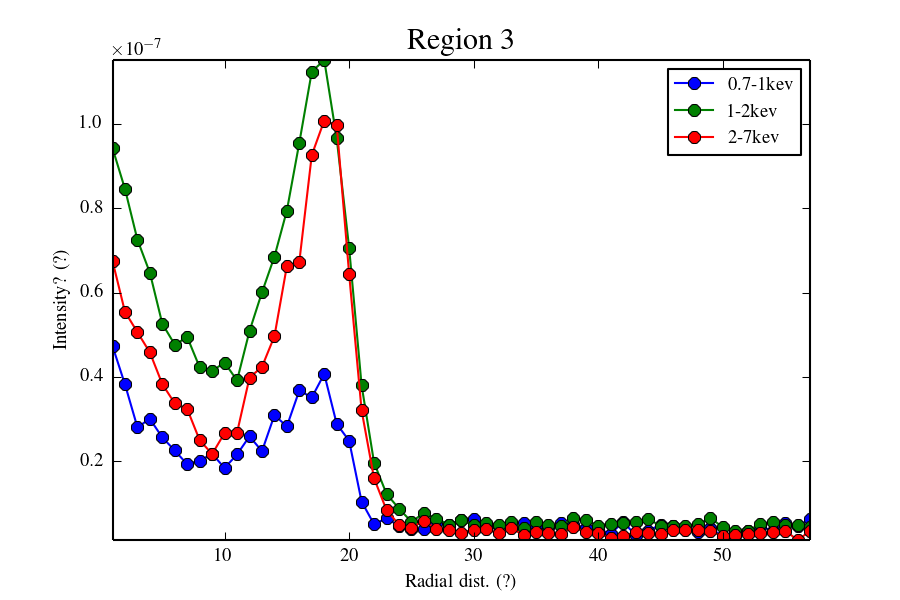 Region 3
×10⁻⁷
0.7-1kev
1-2kev
2-7kev
1.0
0.8
0.6
0.4
0.2
Intensity? (?)
10 20 30 40 50
Radial dist. (?)